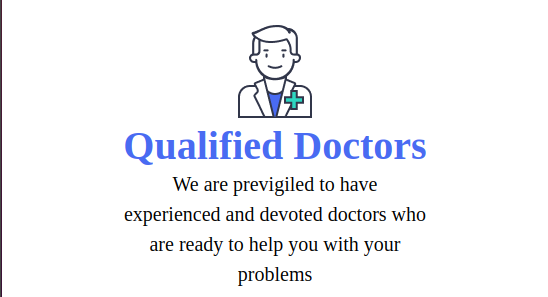 Qualified Doctors
We are previgiled to have
experienced and devoted doctors who
are ready to help you with your
problems